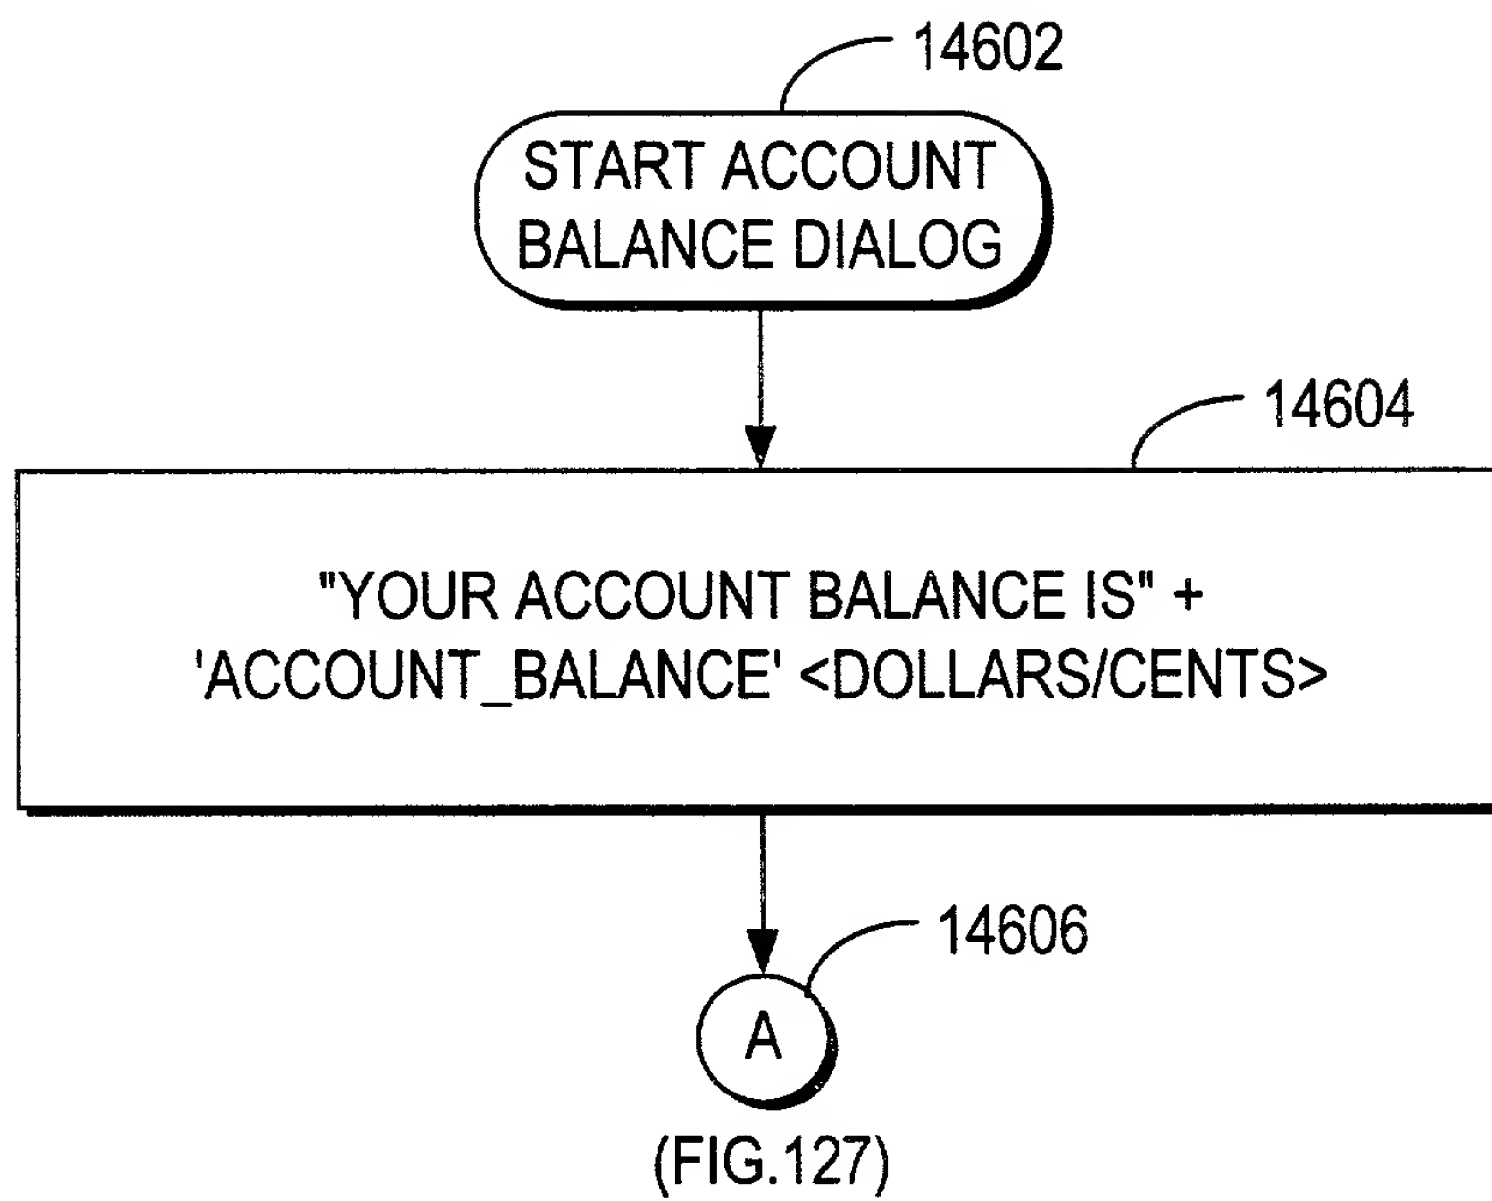 14602
START ACCOUNT
BALANCE DIALOG
14604
"YOUR ACCOUNT BALANCE IS" +
'ACCOUNT_BALANCE' <DOLLARS/CENTS>
14606
A
(FIG.127)